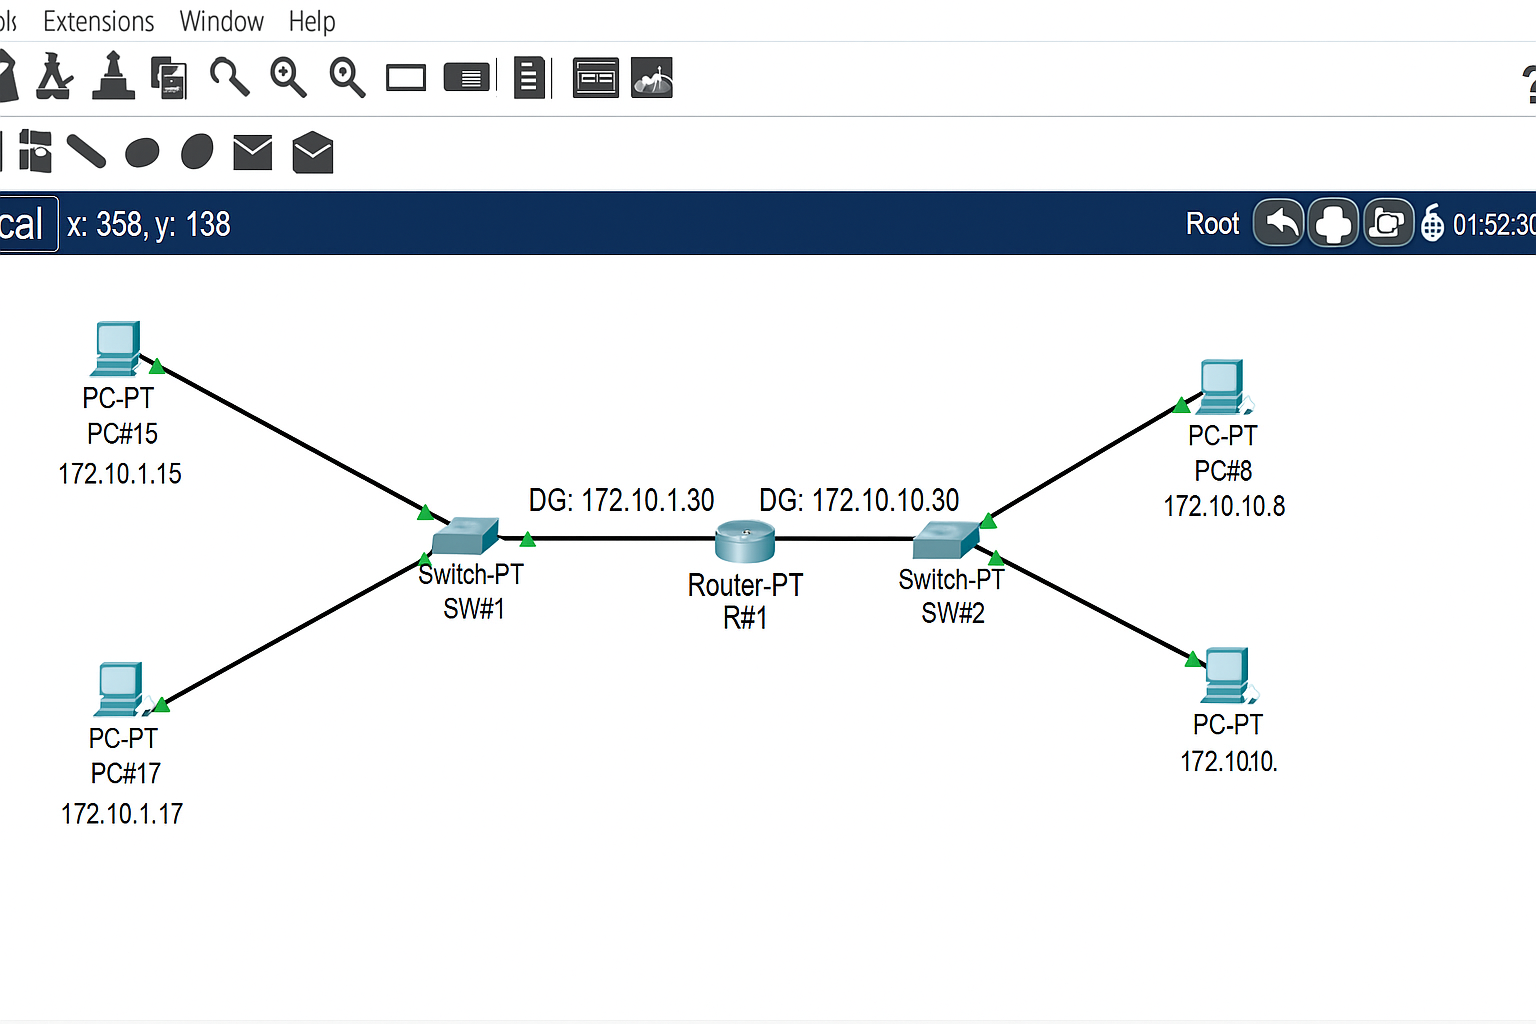 ols Extensions Window Help
?
cal x: 358, y: 138 Root 01:52:30
PC-PT
PC#15
172.10.1.15
PC-PT
PC#8
172.10.10.8
DG: 172.10.1.30 DG: 172.10.10.30
Switch-PT
SW#1
Router-PT
R#1
Switch-PT
SW#2
PC-PT
PC#17
172.10.1.17
PC-PT
172.1010.